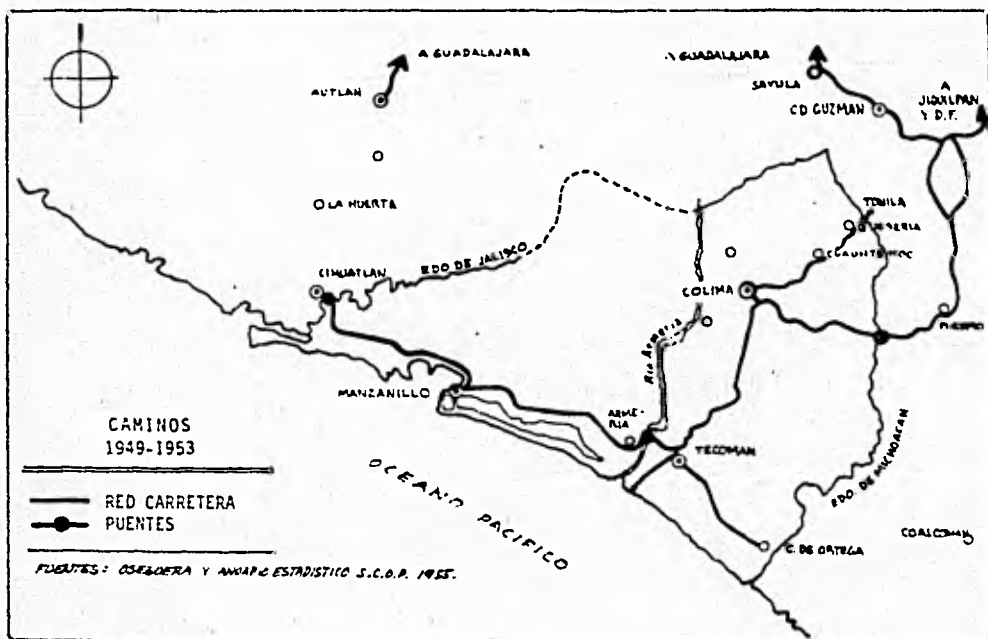 A GUADALAJARA
AUTLAN
A GUADALAJARA
SAYULA
CD. GUZMAN
A
JIQUILPAN
Y D.F.
LA HUERTA
TONILA
CUAUHTEMOC
EDO DE JALISCO
CIHUATLAN
COLIMA
Rio Armeria
MANZANILLO
ARME-
RIA
TECOMAN
EDO. DE MICHOACAN
COALCOMAN
C. DE ORTEGA
OCEANO PACIFICO
CAMINOS
1949-1953
RED CARRETERA
PUENTES
FUENTES: OSEGUERA Y ANUARIO ESTADISTICO S.C.O.P. 1955.